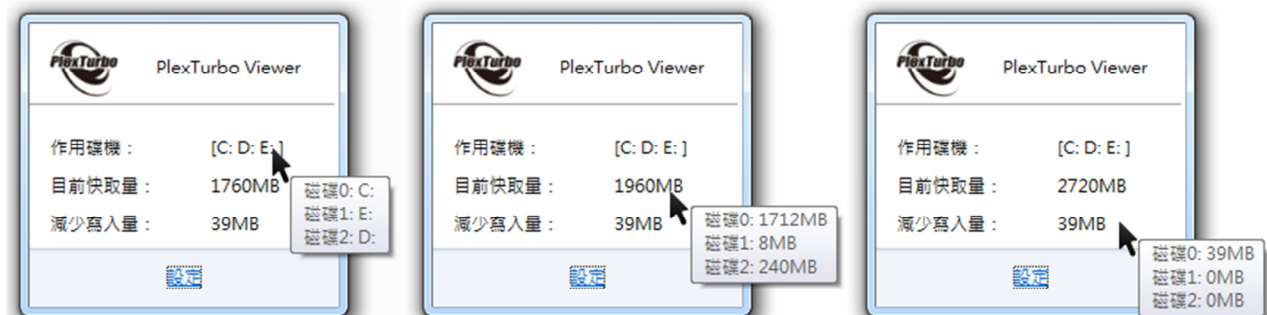 PlexTurbo
PlexTurbo Viewer
作用碟機：
[C: D: E: ]
目前快取量：
1760MB
減少寫入量：
39MB
磁碟0: C:
磁碟1: E:
磁碟2: D:
設定
PlexTurbo
PlexTurbo Viewer
作用碟機：
[C: D: E: ]
目前快取量：
1960MB
減少寫入量：
39MB
磁碟0: 1712MB
磁碟1: 8MB
磁碟2: 240MB
設定
PlexTurbo
PlexTurbo Viewer
作用碟機：
[C: D: E: ]
目前快取量：
2720MB
減少寫入量：
39MB
磁碟0: 39MB
磁碟1: 0MB
磁碟2: 0MB
設定